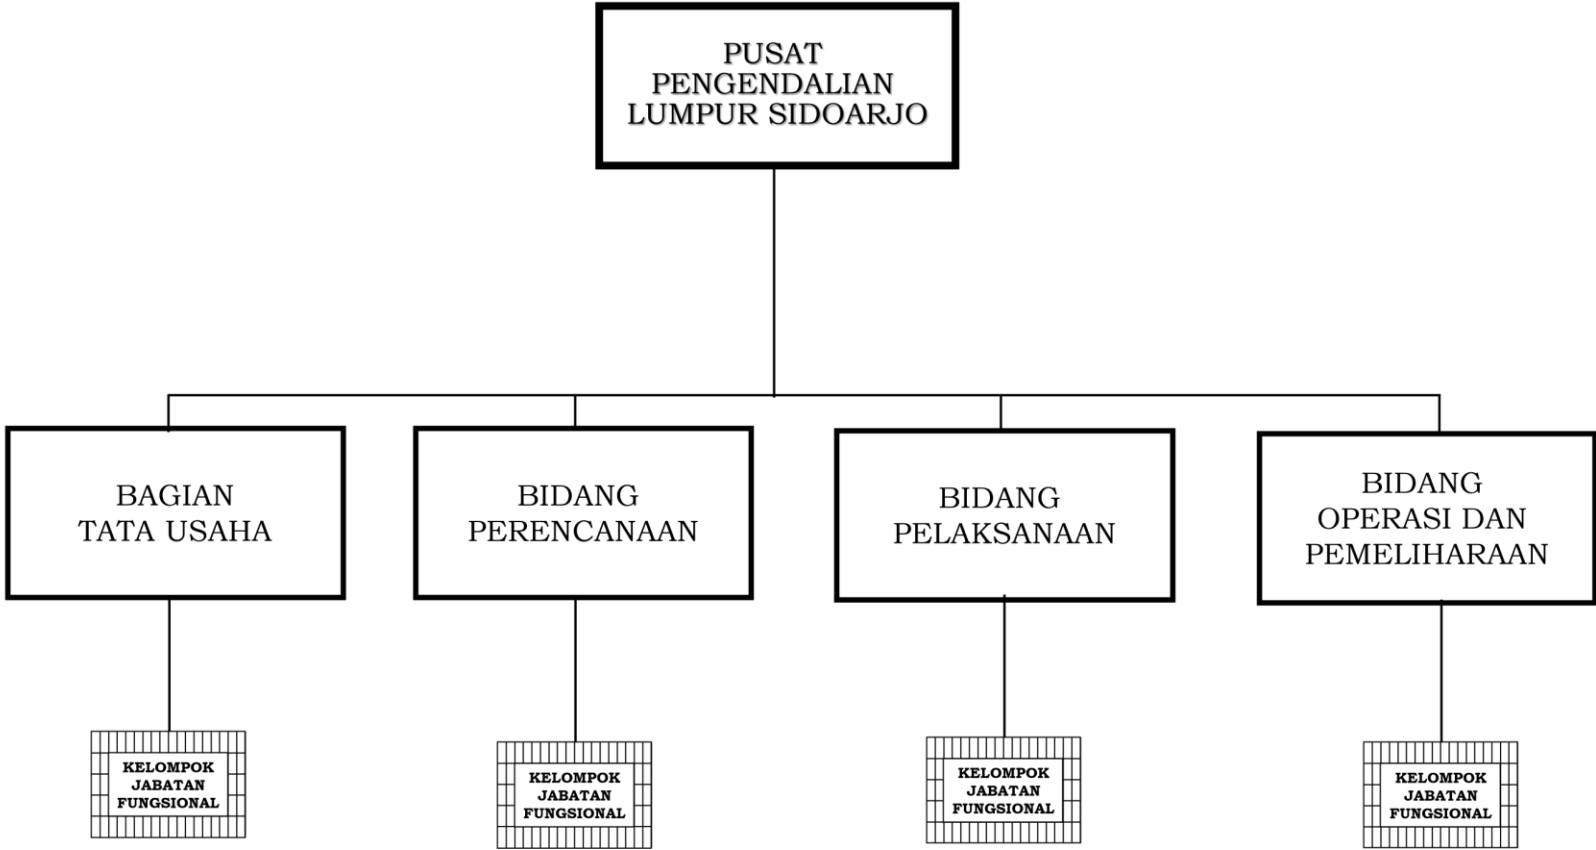 PUSAT
PENGENDALIAN
LUMPUR SIDOARJO
BAGIAN
TATA USAHA
BIDANG
PERENCANAAN
BIDANG
PELAKSANAAN
BIDANG
OPERASI DAN
PEMELIHARAAN
KELOMPOK
JABATAN
FUNGSIONAL
KELOMPOK
JABATAN
FUNGSIONAL
KELOMPOK
JABATAN
FUNGSIONAL
KELOMPOK
JABATAN
FUNGSIONAL